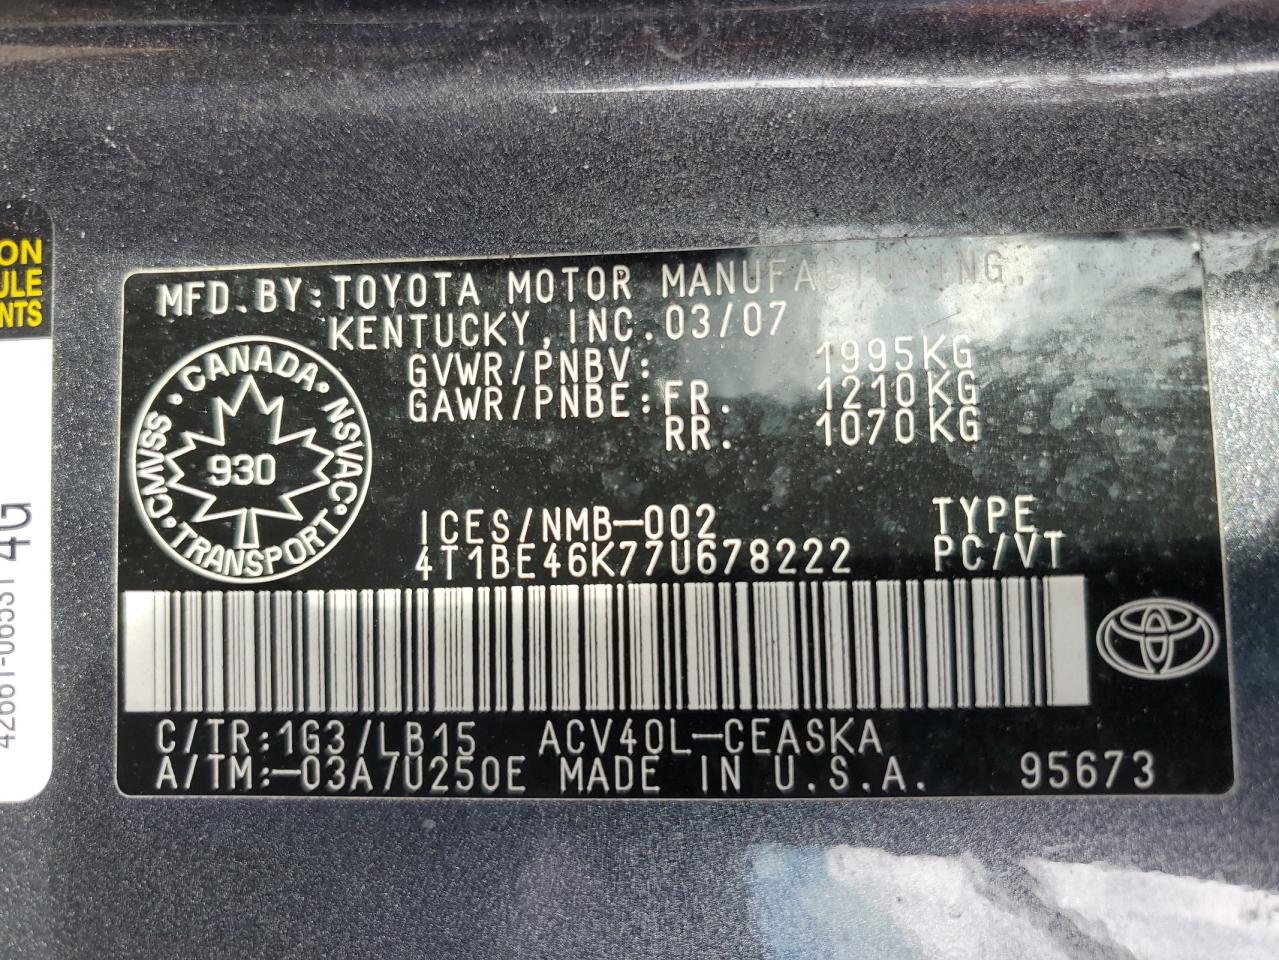 ON
ULE
NTS
42661-06531 4G
MFD.BY:TOYOTA MOTOR MANUFACTURING,
KENTUCKY,INC.03/07
GVWR/PNBV: 1995KG
GAWR/PNBE:FR. 1210KG
RR. 1070KG
CMVSS · CANADA · NSVAC · TRANSPORT ·
930
ICES/NMB-002 TYPE
4T1BE46K77U678222 PC/VT
C/TR:1G3/LB15 ACV40L-CEASKA
A/TM:-03A7U250E MADE IN U.S.A. 95673